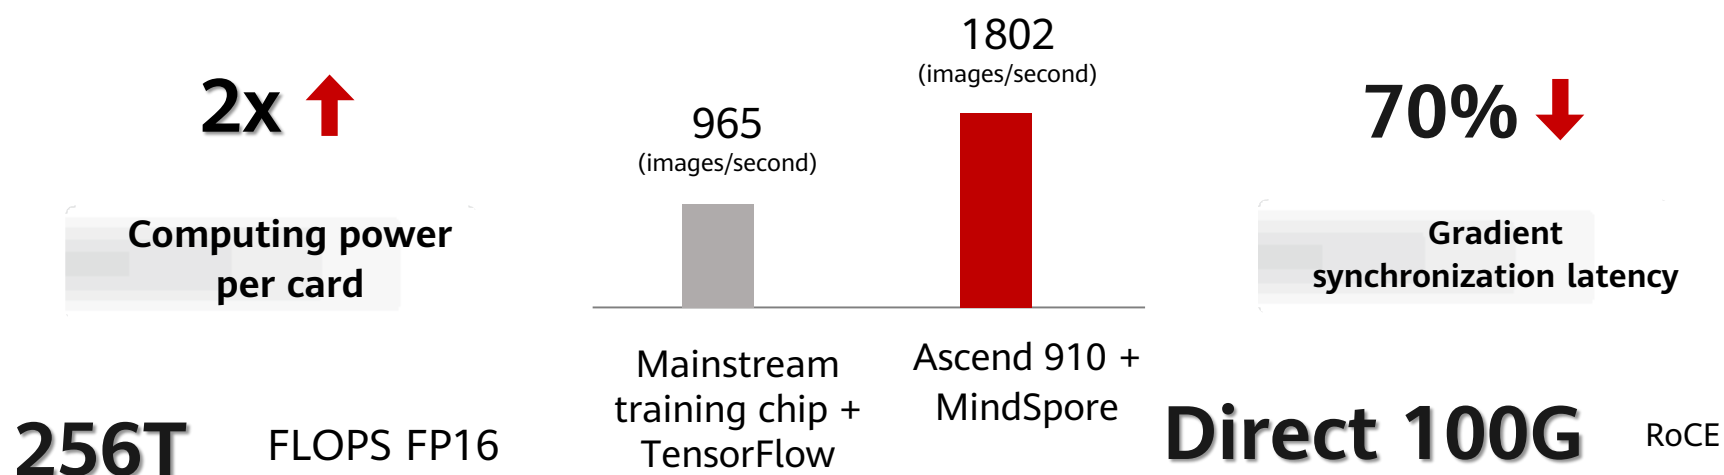 2x
Computing power
per card
256T FLOPS FP16
965
(images/second)
1802
(images/second)
Mainstream
training chip +
TensorFlow
Ascend 910 +
MindSpore
70%
Gradient
synchronization latency
Direct 100G RoCE